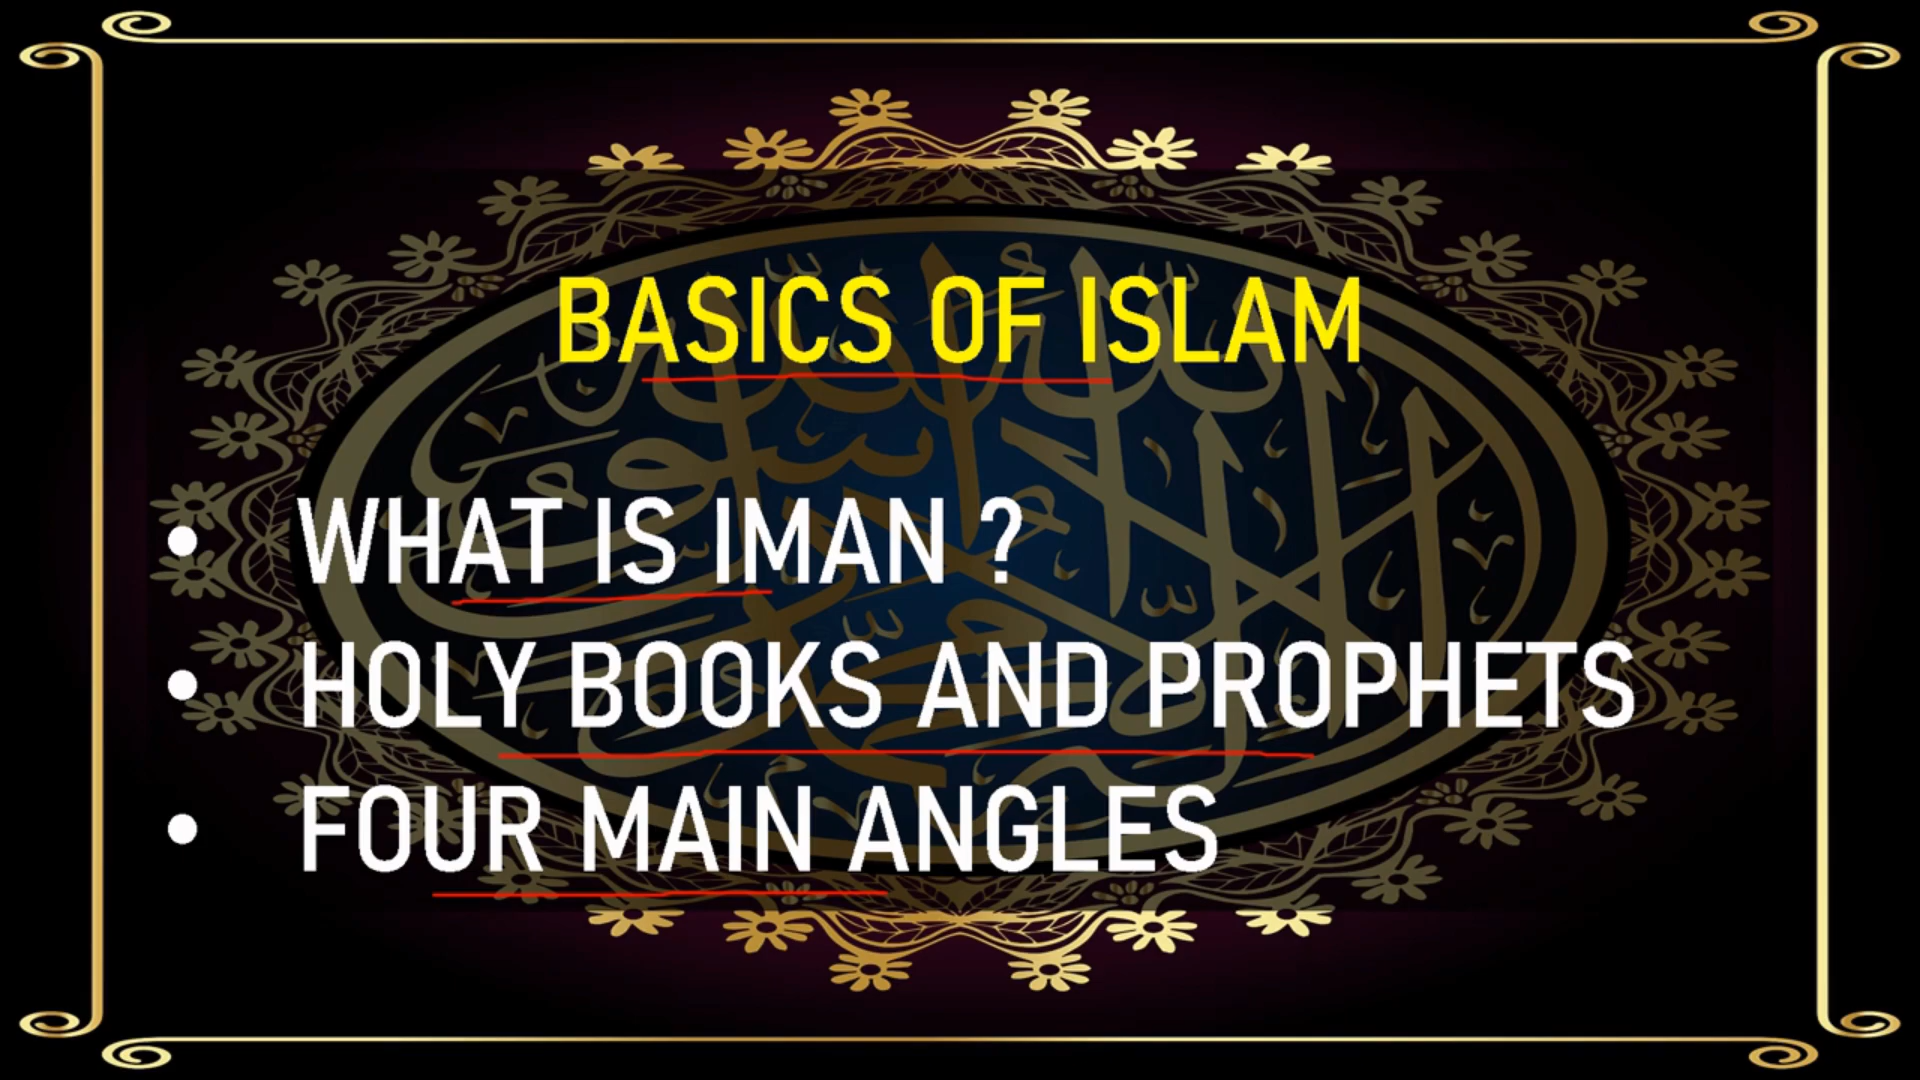 BASICS OF ISLAM
• WHAT IS IMAN ?
• HOLY BOOKS AND PROPHETS
• FOUR MAIN ANGLES